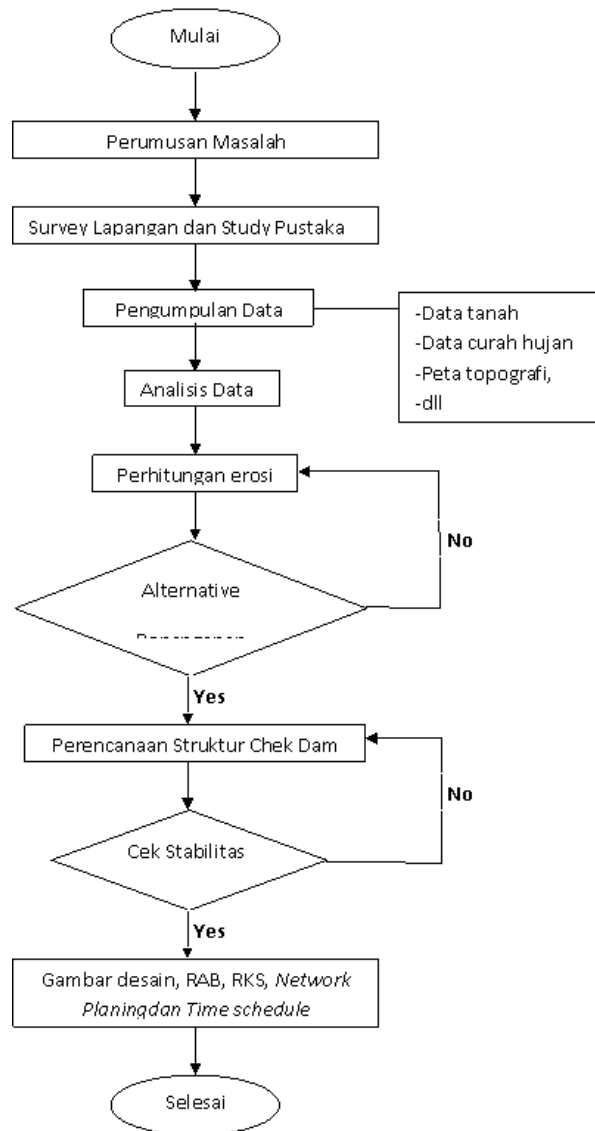 Mulai
Perumusan Masalah
Survey Lapangan dan Study Pustaka
Pengumpulan Data
-Data tanah
-Data curah hujan
-Peta topografi,
-dll
Analisis Data
Perhitungan erosi
No
Alternative
Yes
Perencanaan Struktur Chek Dam
No
Cek Stabilitas
Yes
Gambar desain, RAB, RKS, Network
Planingdan Time schedule
Selesai